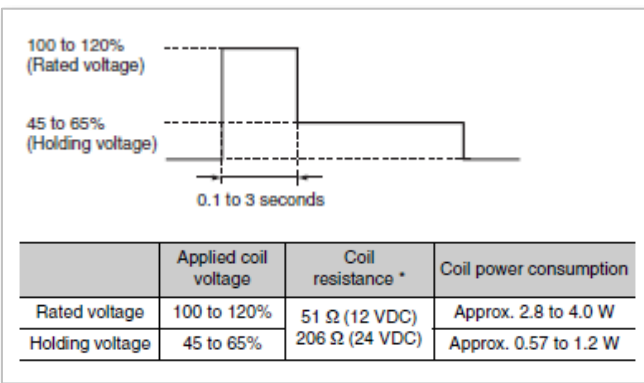 100 to 120%
(Rated voltage)
45 to 65%
(Holding voltage)
0.1 to 3 seconds
Applied coil voltage Coil resistance * Coil power consumption
Rated voltage 100 to 120% 51 Ω (12 VDC) Approx. 2.8 to 4.0 W
Holding voltage 45 to 65% 206 Ω (24 VDC) Approx. 0.57 to 1.2 W